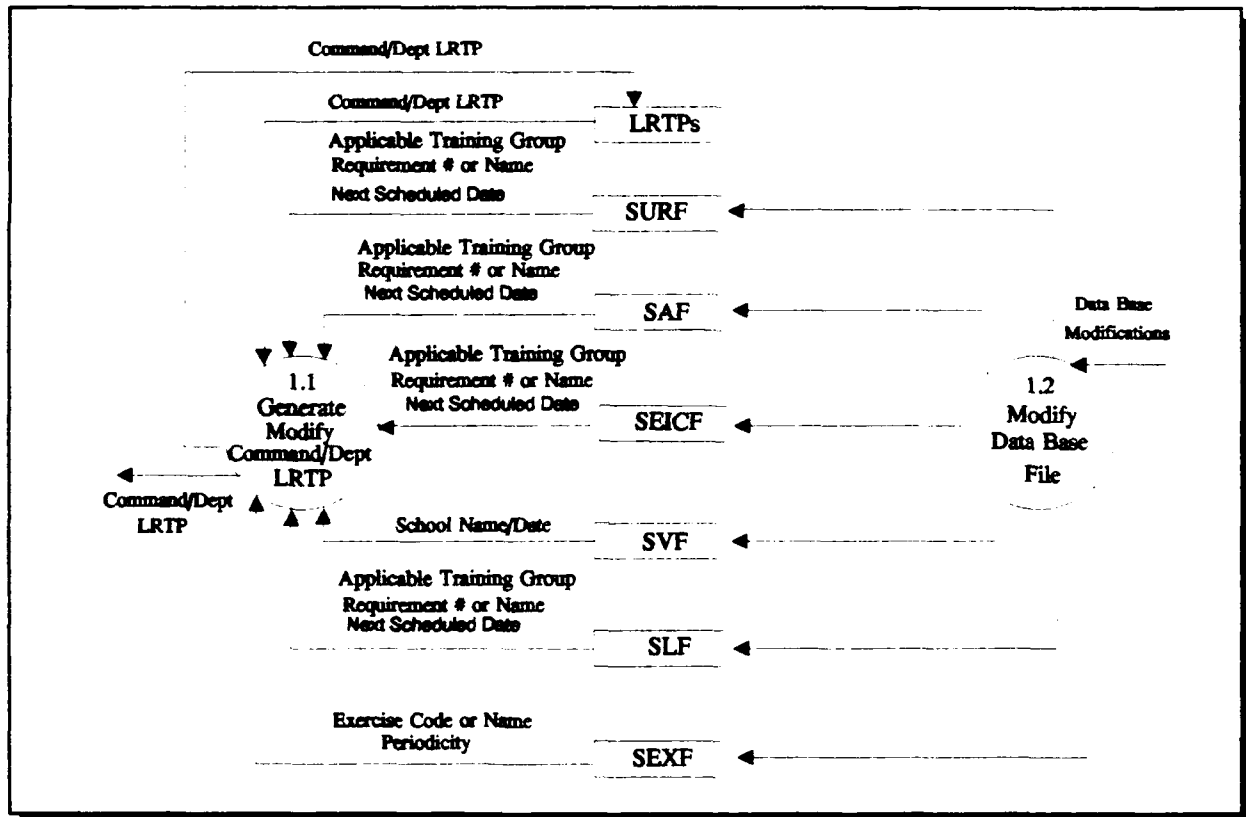 Command/Dept LRTP
Command/Dept LRTP
LRTPs
Applicable Training Group
Requirement # or Name
Next Scheduled Date
SURF
Applicable Training Group
Requirement # or Name
Next Scheduled Date
SAF
Data Base
Modifications
Applicable Training Group
Requirement # or Name
Next Scheduled Date
SEICF
1.1
Generate
Modify
Command/Dept
LRTP
1.2
Modify
Data Base
File
Command/Dept
LRTP
School Name/Date
SVF
Applicable Training Group
Requirement # or Name
Next Scheduled Date
SLF
Exercise Code or Name
Periodicity
SEXF